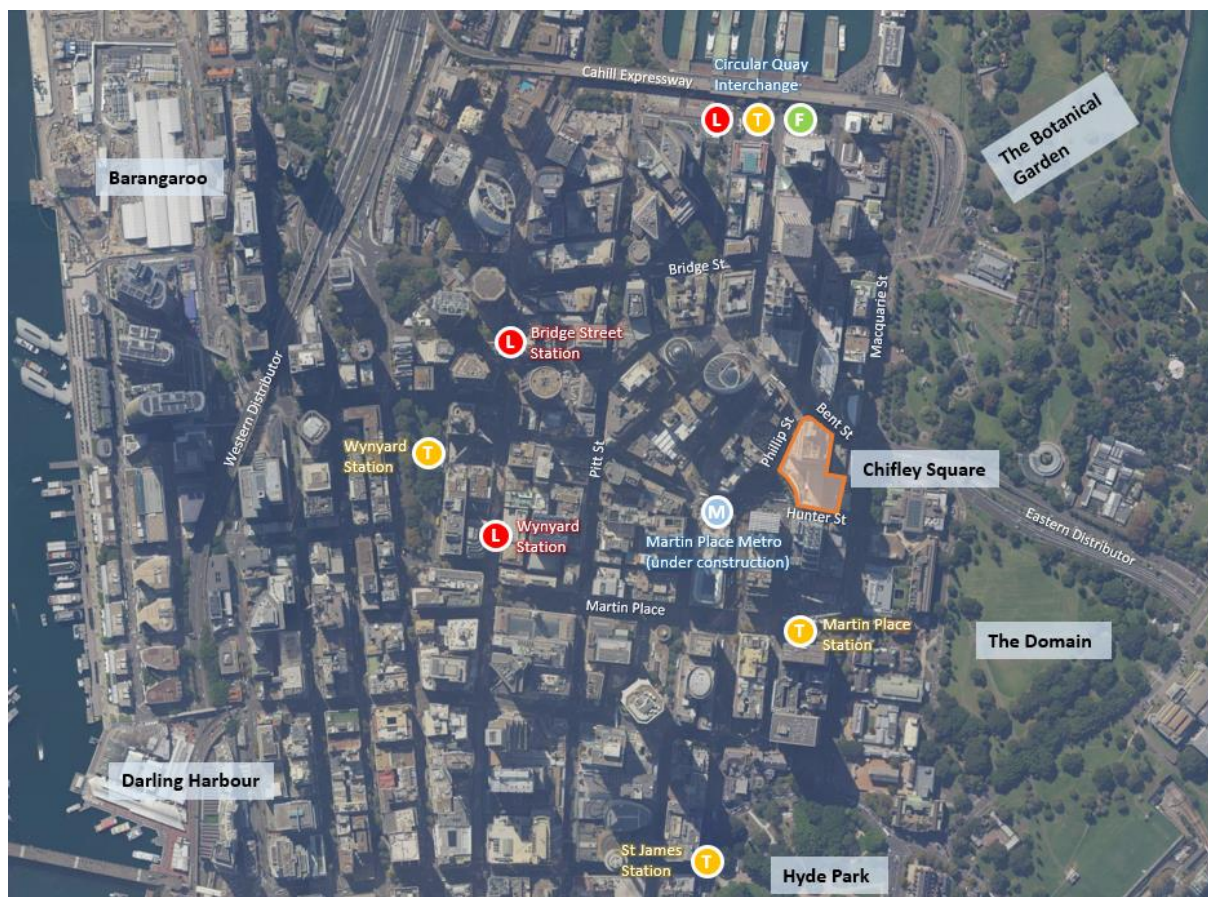 Circular Quay
Interchange
Cahill Expressway
L
T
F
The Botanical
Garden
Barangaroo
Bridge St
Macquarie St
L
Bridge Street
Station
Western Distributor
Bent St
Phillip St
Pitt St
Wynyard
Station
T
Chifley Square
M
Hunter St
Eastern Distributor
L
Wynyard
Station
Martin Place Metro
(under construction)
Martin Place
T
Martin Place
Station
The Domain
Darling Harbour
St James
Station
T
Hyde Park